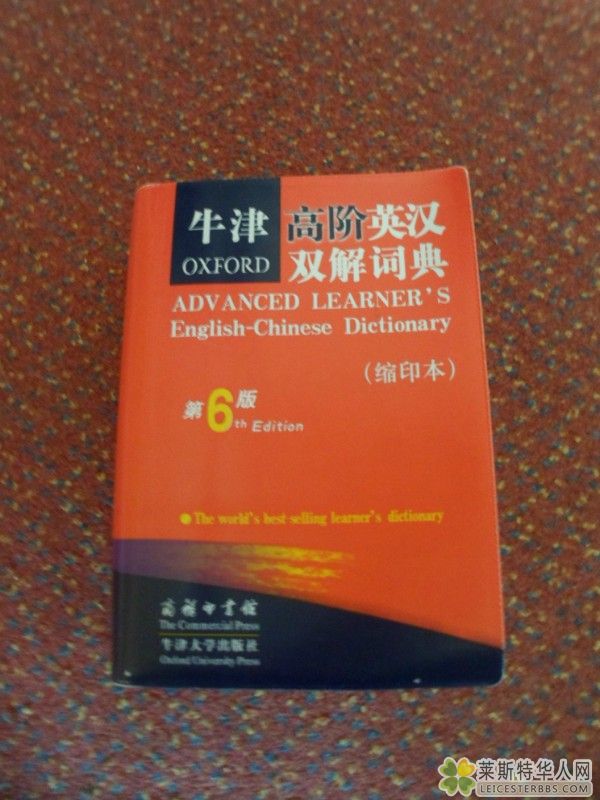 牛津
OXFORD
高阶英汉
双解词典
ADVANCED LEARNER'S
English-Chinese Dictionary
(缩印本)
第6版
th Edition
The world's best-selling learner's dictionary
商务印书馆
The Commercial Press
牛津大学出版社
Oxford University Press
莱斯特华人网
LEICESTERBBS.COM